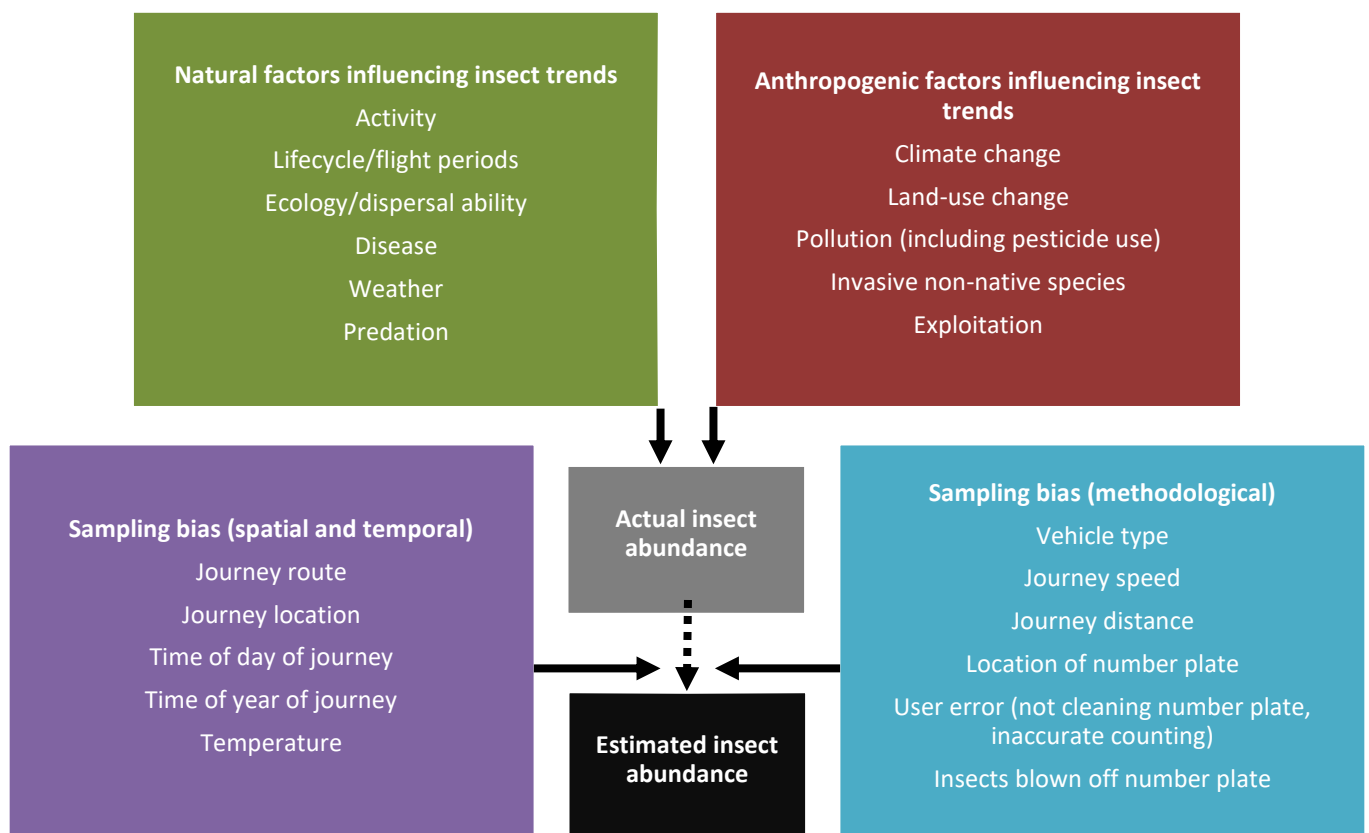 Natural factors influencing insect trends
Activity
Lifecycle/flight periods
Ecology/dispersal ability
Disease
Weather
Predation
Anthropogenic factors influencing insect
trends
Climate change
Land-use change
Pollution (including pesticide use)
Invasive non-native species
Exploitation
Sampling bias (spatial and temporal)
Journey route
Journey location
Time of day of journey
Time of year of journey
Temperature
Actual insect
abundance
Estimated insect
abundance
Sampling bias (methodological)
Vehicle type
Journey speed
Journey distance
Location of number plate
User error (not cleaning number plate,
inaccurate counting)
Insects blown off number plate